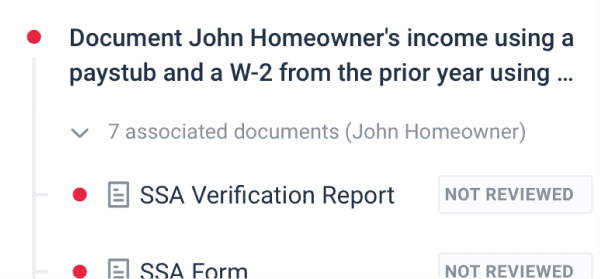 Document John Homeowner's income using a
paystub and a W-2 from the prior year using ...
7 associated documents (John Homeowner)
SSA Verification Report NOT REVIEWED
SSA Form NOT REVIEWED